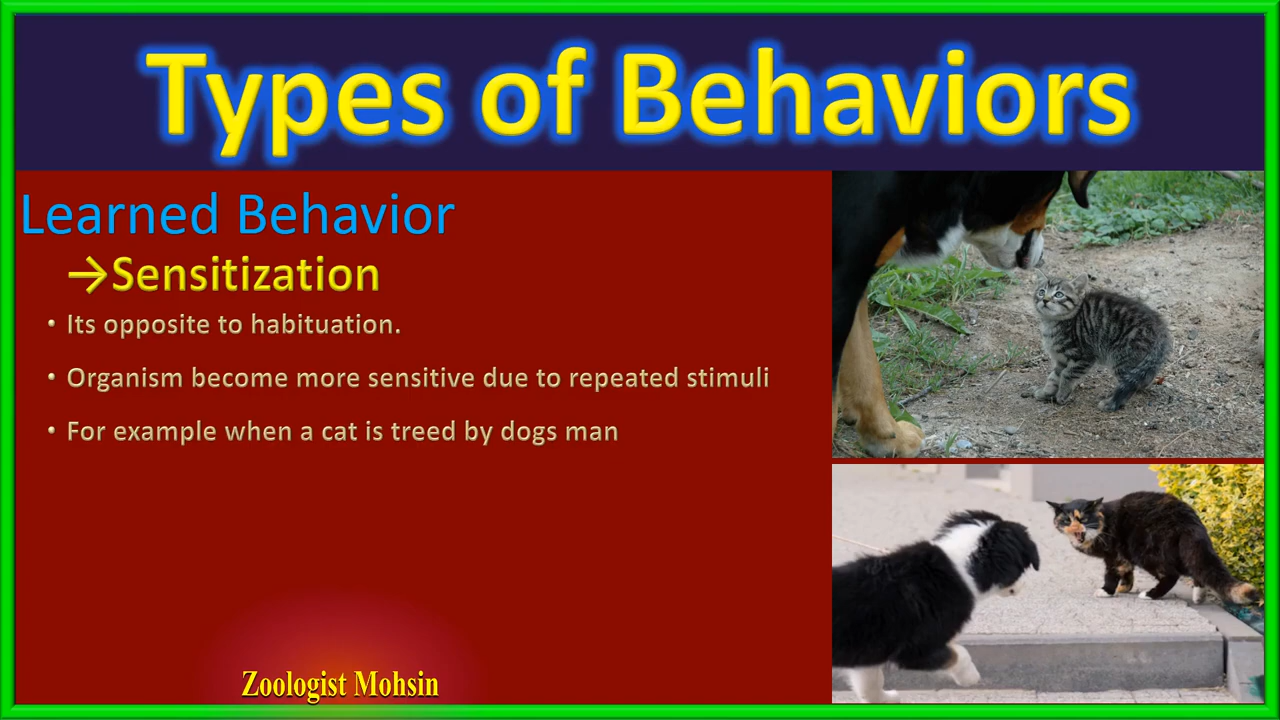 Types of Behaviors
Learned Behavior
→Sensitization
• Its opposite to habituation.
• Organism become more sensitive due to repeated stimuli
• For example when a cat is treed by dogs man
Zoologist Mohsin